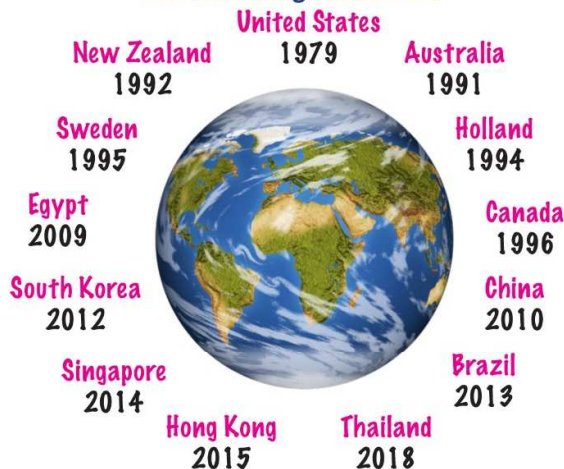 United States
1979
New Zealand
1992
Australia
1991
Sweden
1995
Holland
1994
Egypt
2009
Canada
1996
South Korea
2012
China
2010
Singapore
2014
Brazil
2013
Hong Kong
2015
Thailand
2018